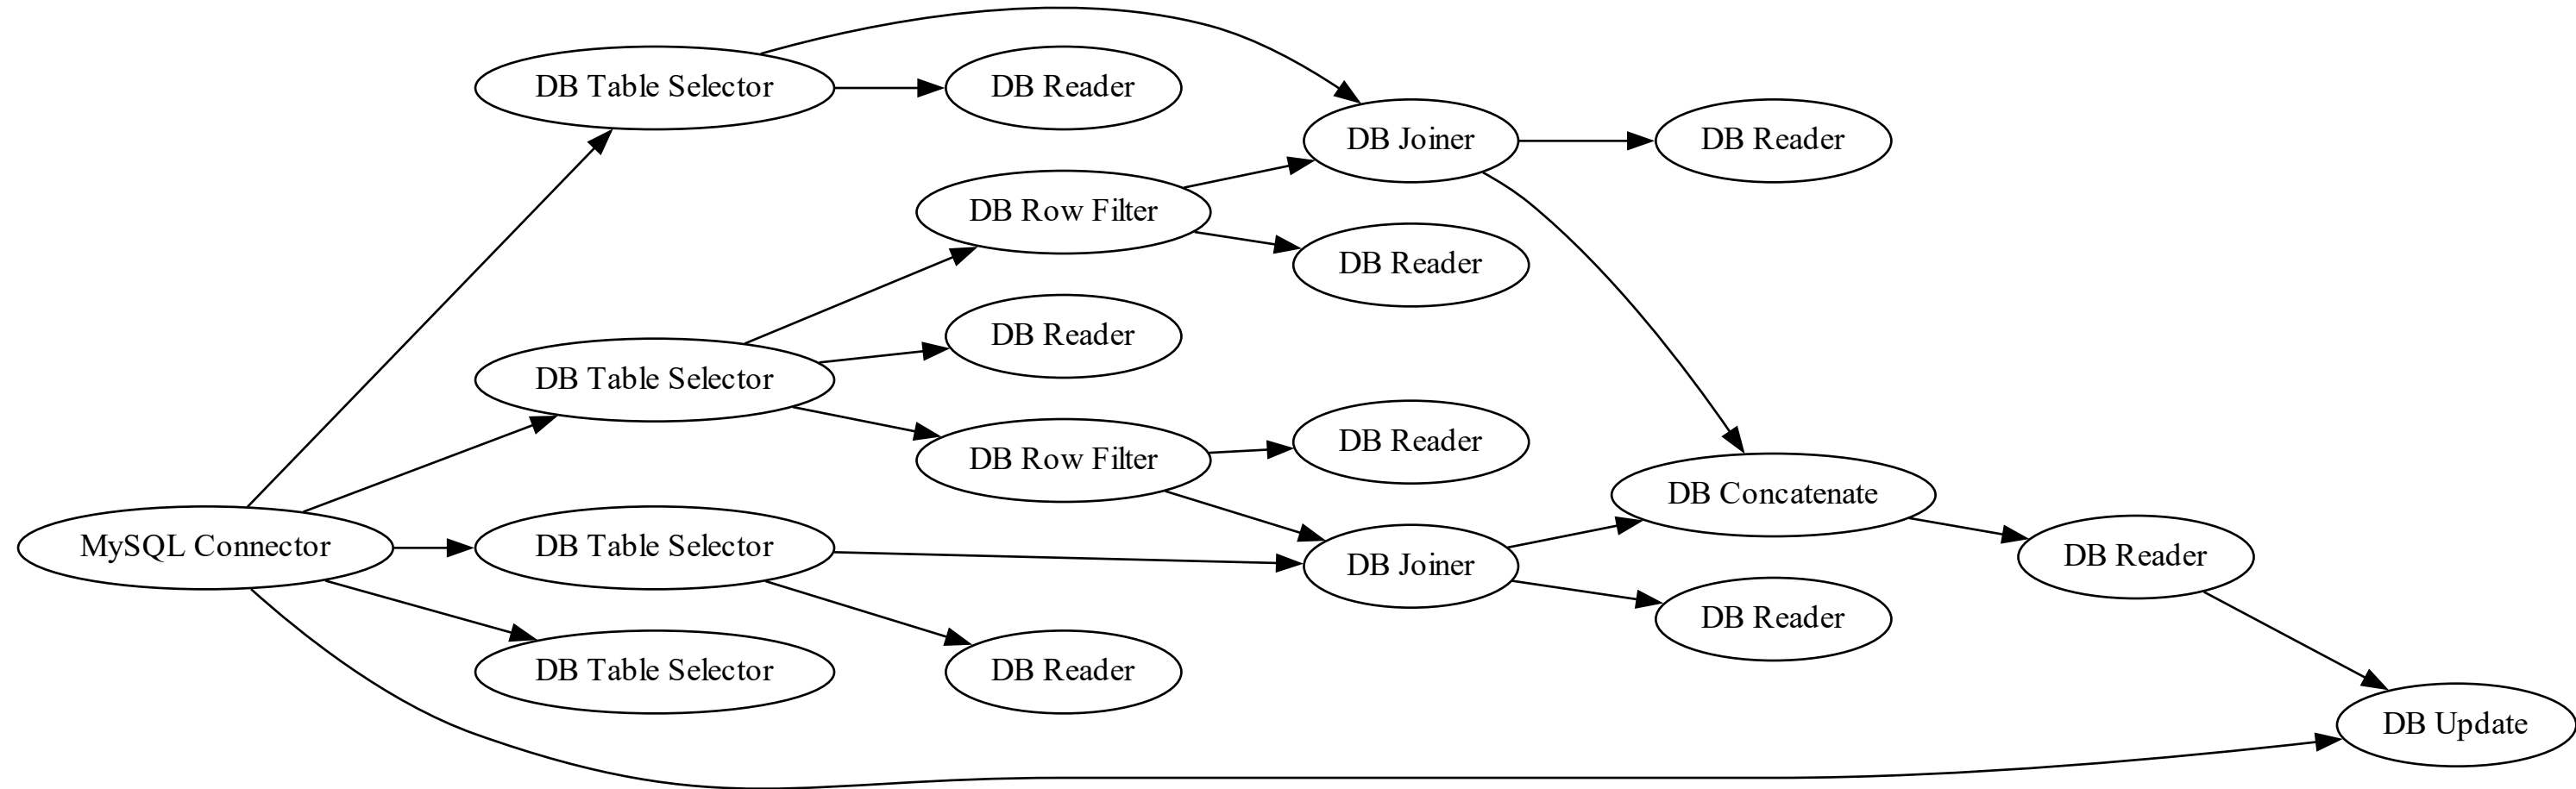 DB Table Selector
DB Reader
DB Joiner
DB Reader
DB Row Filter
DB Reader
DB Reader
DB Table Selector
DB Reader
DB Row Filter
DB Concatenate
MySQL Connector
DB Table Selector
DB Joiner
DB Reader
DB Reader
DB Table Selector
DB Reader
DB Update